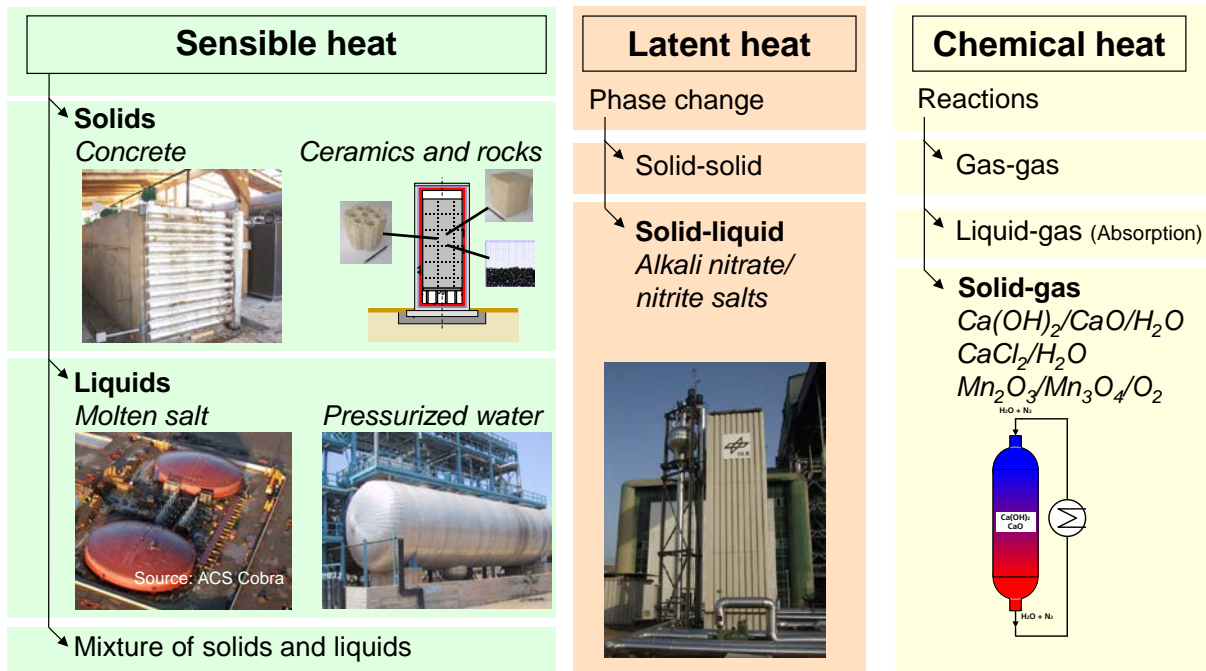 Sensible heat
Solids
Concrete
Ceramics and rocks
Liquids
Molten salt
Pressurized water
Source: ACS Cobra
Mixture of solids and liquids
Latent heat
Phase change
Solid-solid
Solid-liquid
Alkali nitrate/
nitrite salts
DLR
Chemical heat
Reactions
Gas-gas
Liquid-gas (Absorption)
Solid-gas
Ca(OH)₂/CaO/H₂O
CaCl₂/H₂O
Mn₂O₃/Mn₃O₄/O₂
H₂O + N₂
Ca(OH)₂
CaO
H₂O + N₂